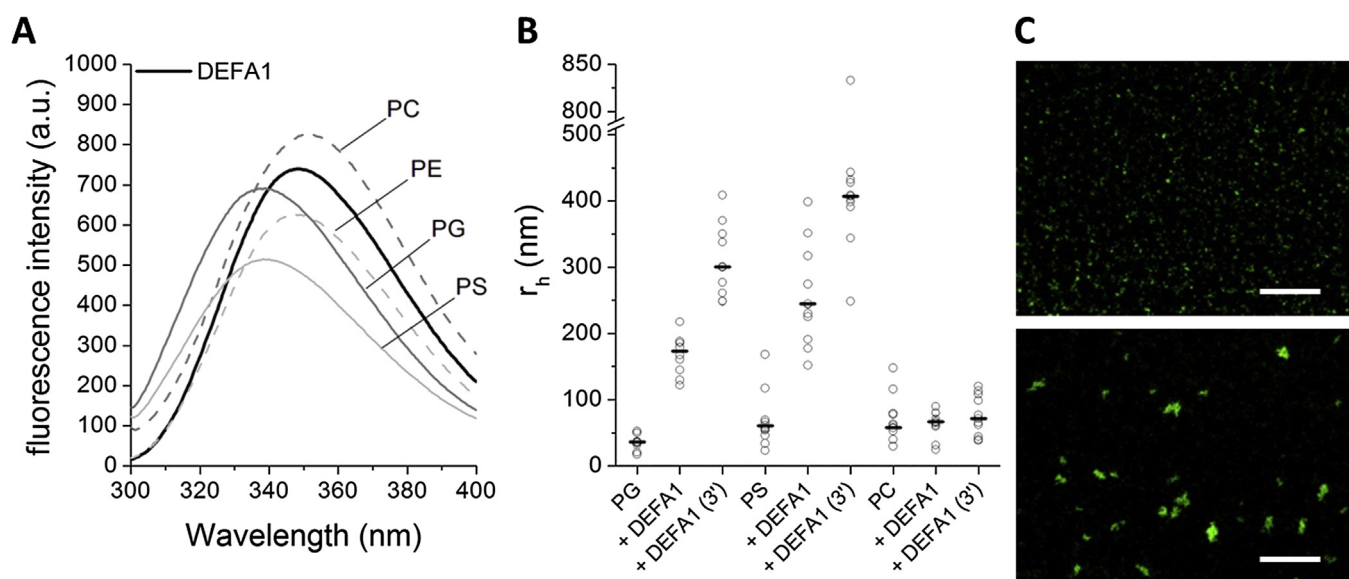 A
B
C
fluorescence intensity (a.u.)
1000
900
800
700
600
500
400
300
200
100
0
DEFA1
PC
PE
PG
PS
300
320
340
360
380
400
Wavelength (nm)
r_h (nm)
850
800
500
400
300
200
100
0
PG
+ DEFA1
+ DEFA1 (3')
PS
+ DEFA1
+ DEFA1 (3')
PC
+ DEFA1
+ DEFA1 (3')